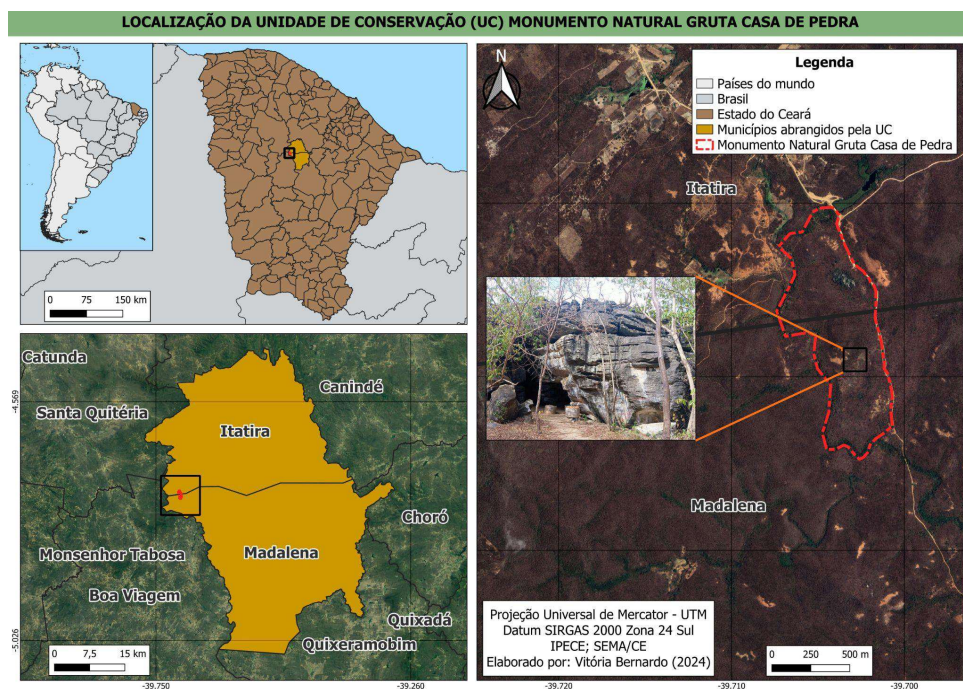 LOCALIZAÇÃO DA UNIDADE DE CONSERVAÇÃO (UC) MONUMENTO NATURAL GRUTA CASA DE PEDRA
0 75 150 km
Catunda
Canindé
Santa Quitéria
Itatira
Choró
Madalena
Monsenhor Tabosa
Boa Viagem
Quixadá
Quixeramobim
0 7,5 15 km
-4.569
-5.026
-39.750
-39.260
N
Legenda
Países do mundo
Brasil
Estado do Ceará
Municípios abrangidos pela UC
Monumento Natural Gruta Casa de Pedra
Itatira
Madalena
Projeção Universal de Mercator - UTM
Datum SIRGAS 2000 Zona 24 Sul
IPECE; SEMA/CE
Elaborado por: Vitória Bernardo (2024)
0 250 500 m
-39.720
-39.710
-39.700